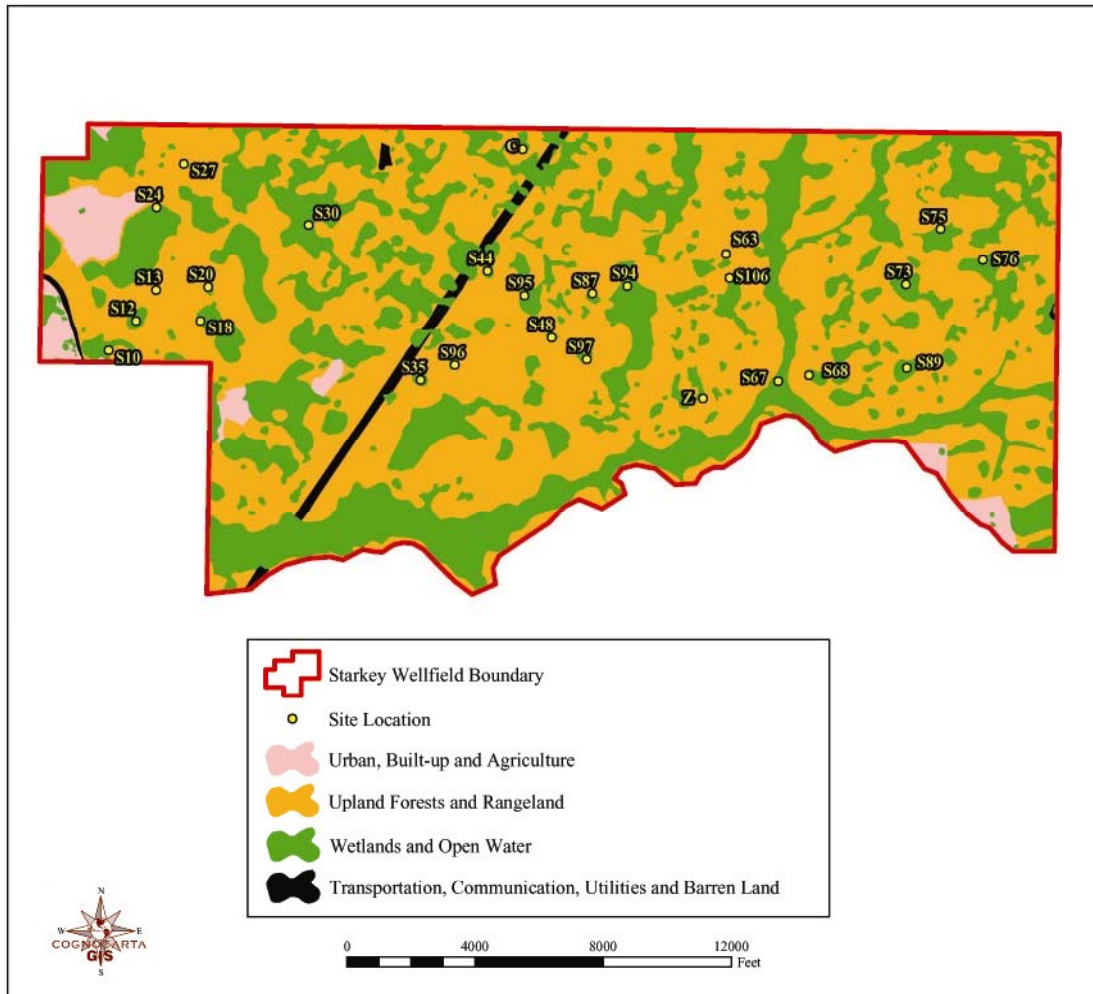 C
S27
S24
S30
S75
S63
S44
S76
S13
S20
S95
S87
S94
S106
S73
S12
S18
S48
S10
S96
S97
S35
S67
S68
S89
Z
Starkey Wellfield Boundary
Site Location
Urban, Built-up and Agriculture
Upland Forests and Rangeland
Wetlands and Open Water
Transportation, Communication, Utilities and Barren Land
N
W E
COGNOCARTA
GIS
S
0 4000 8000 12000
Feet